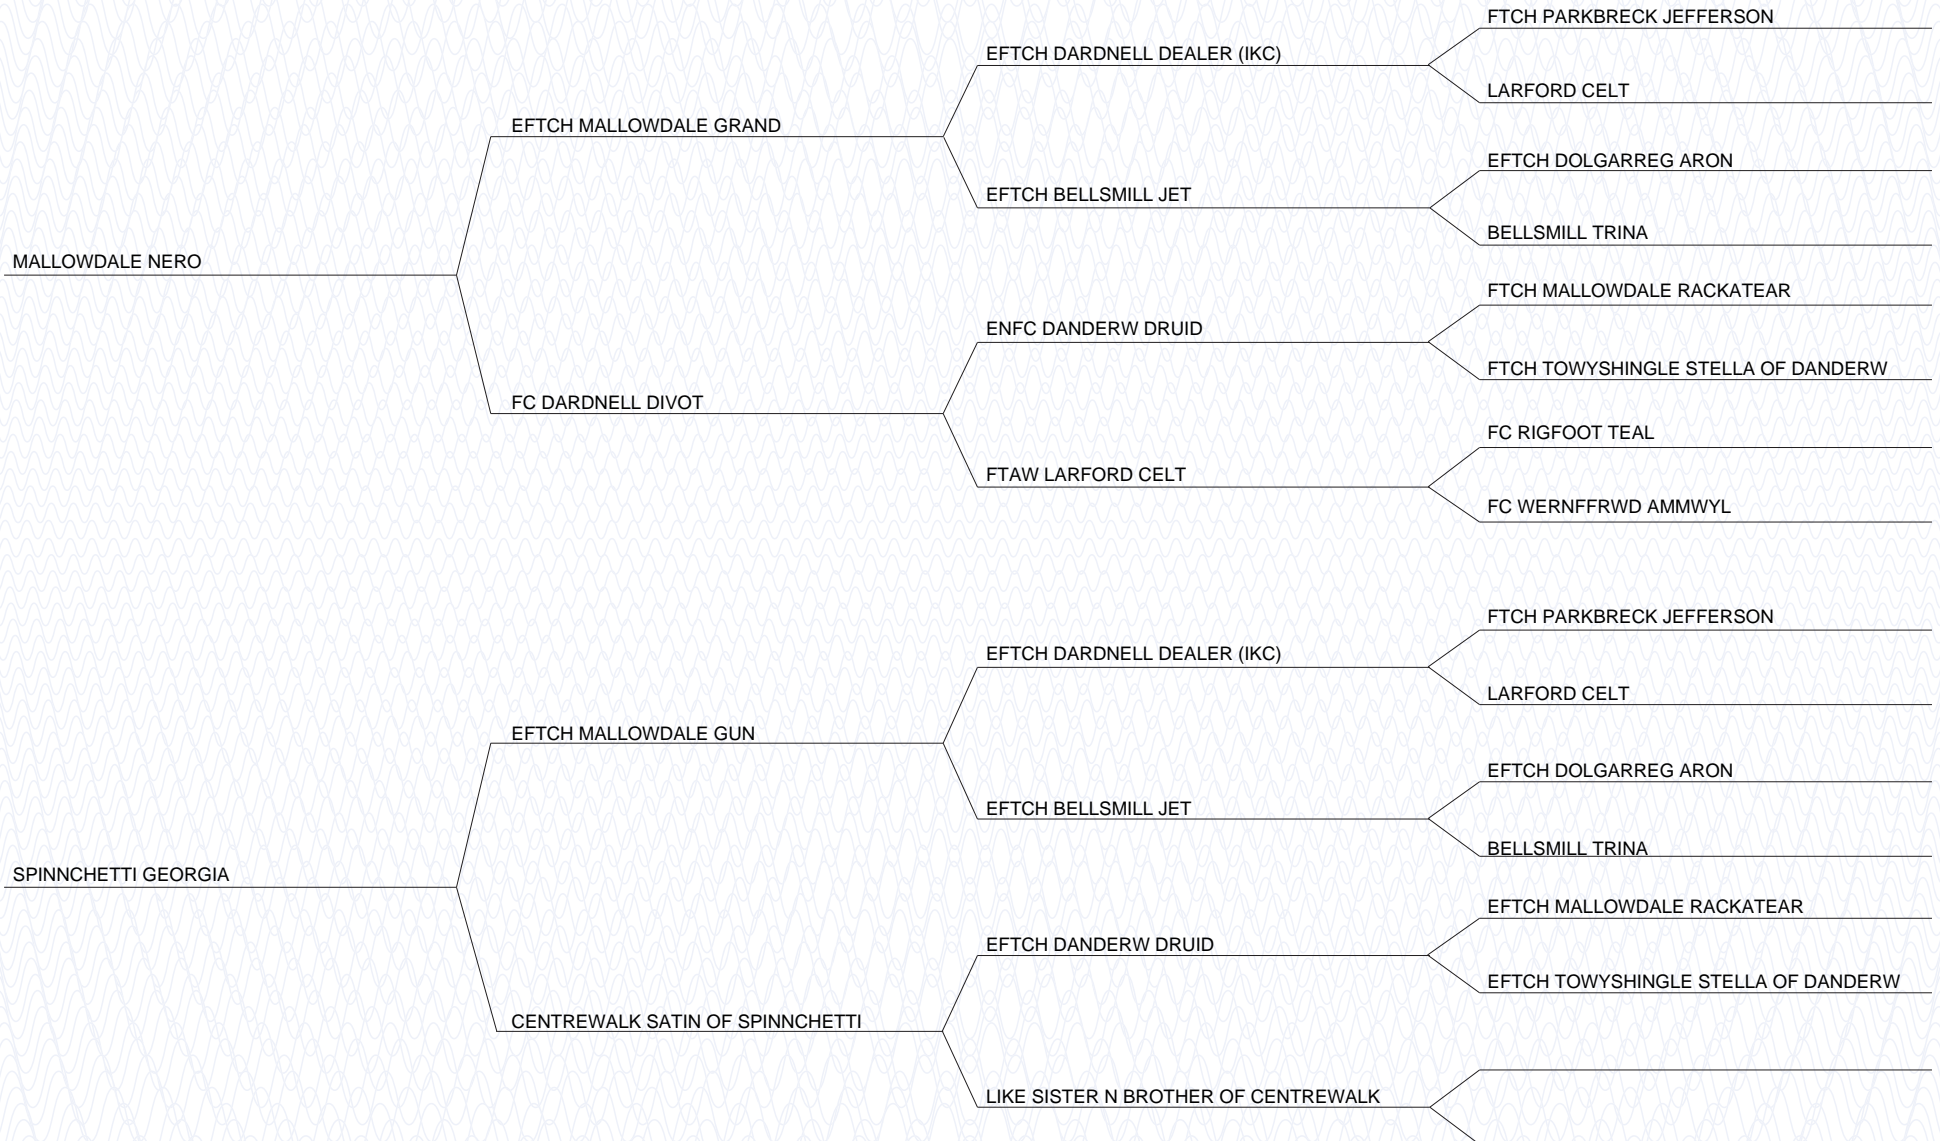 FTCH PARKBRECK JEFFERSON
EFTCH DARDNELL DEALER (IKC)
LARFORD CELT
EFTCH MALLOWDALE GRAND
EFTCH DOLGARREG ARON
EFTCH BELLSMILL JET
BELLSMILL TRINA
MALLOWDALE NERO
FTCH MALLOWDALE RACKATEAR
ENFC DANDERW DRUID
FTCH TOWYSHINGLE STELLA OF DANDERW
FC DARDNELL DIVOT
FC RIGFOOT TEAL
FTAW LARFORD CELT
FC WERNFFRWD AMMWYL
FTCH PARKBRECK JEFFERSON
EFTCH DARDNELL DEALER (IKC)
LARFORD CELT
EFTCH MALLOWDALE GUN
EFTCH DOLGARREG ARON
EFTCH BELLSMILL JET
BELLSMILL TRINA
SPINNCHETTI GEORGIA
EFTCH MALLOWDALE RACKATEAR
EFTCH DANDERW DRUID
EFTCH TOWYSHINGLE STELLA OF DANDERW
CENTREWALK SATIN OF SPINNCHETTI
LIKE SISTER N BROTHER OF CENTREWALK